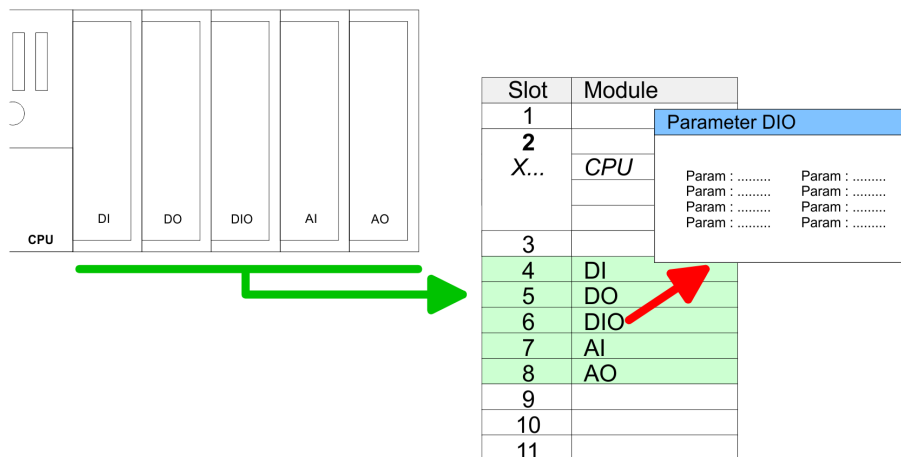 DI DO DIO AI AO
CPU
Slot Module
1
2
X... CPU
3
4 DI
5 DO
6 DIO
7 AI
8 AO
9
10
11
Parameter DIO
Param : ......... Param : .........
Param : ......... Param : .........
Param : ......... Param : .........
Param : ......... Param : .........